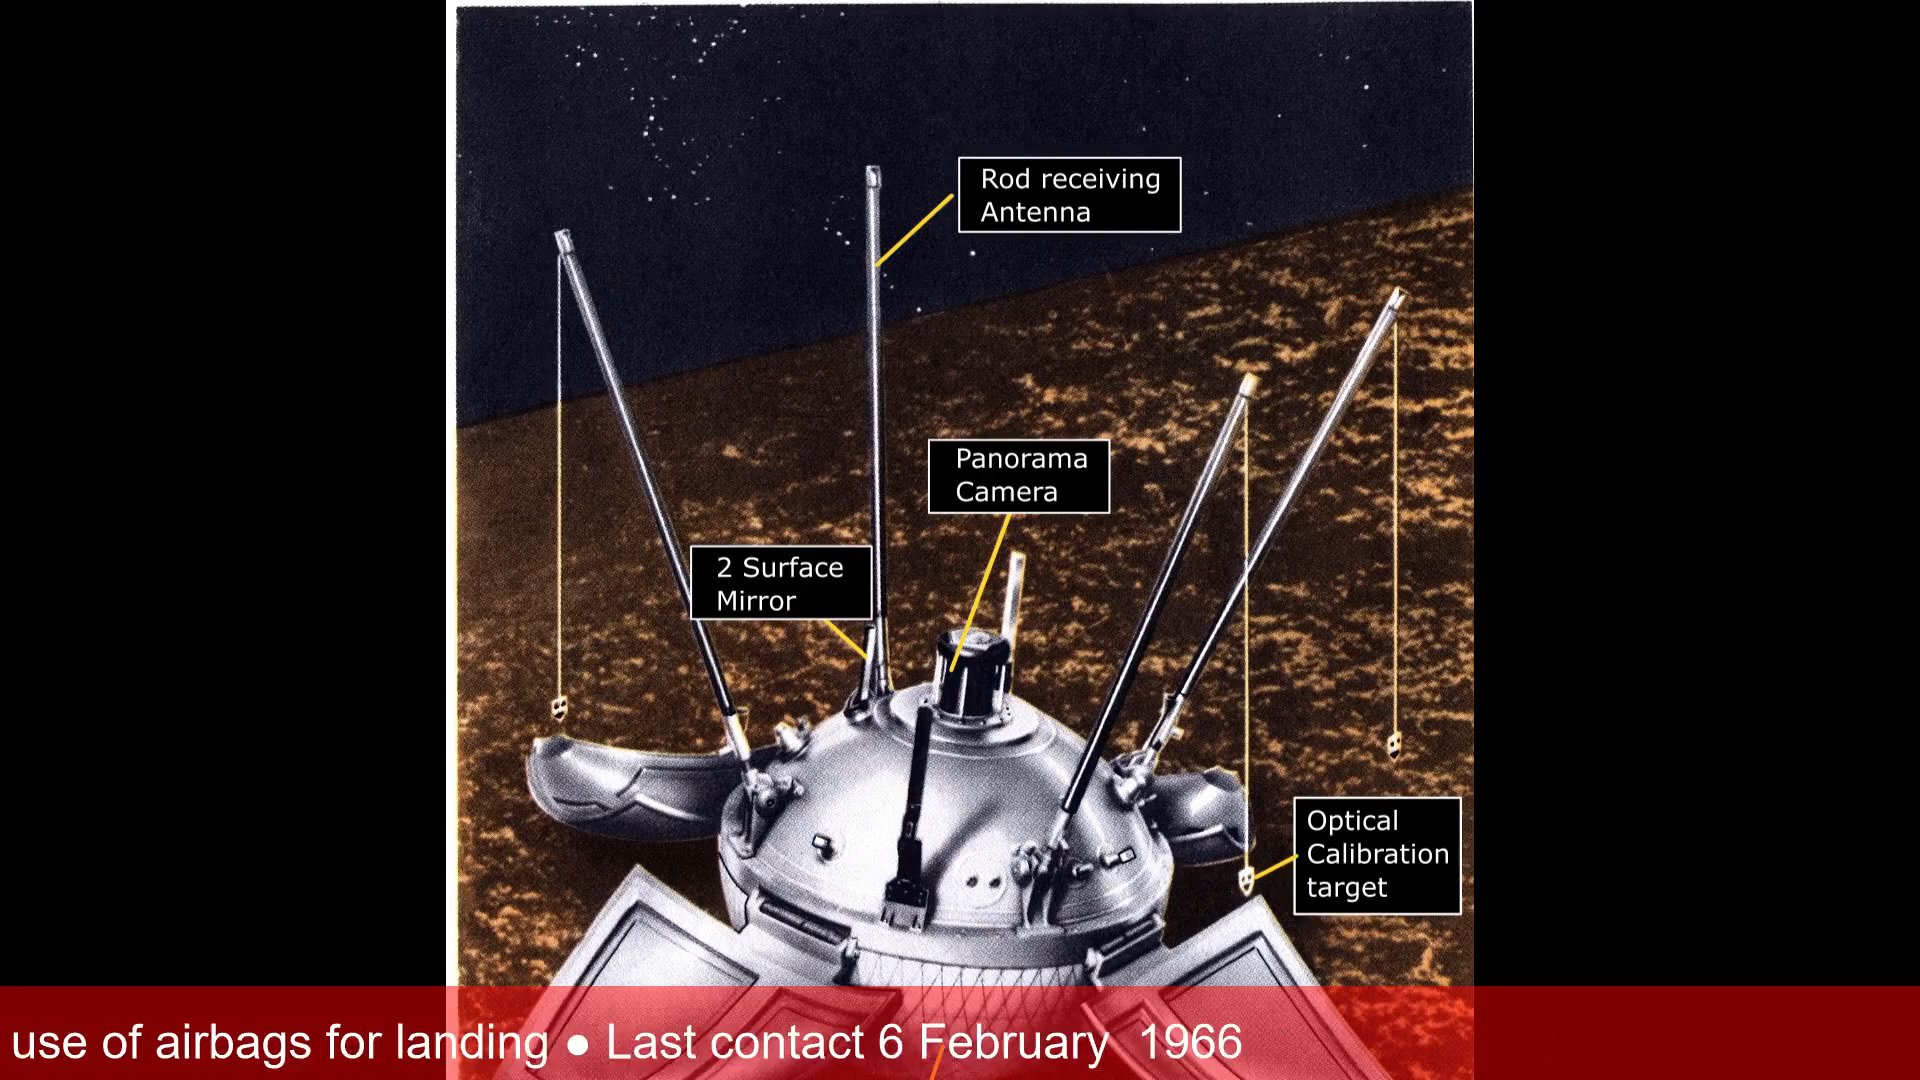 Rod receiving
Antenna
Panorama
Camera
2 Surface
Mirror
Optical
Calibration
target
use of airbags for landing ● Last contact 6 February 1966